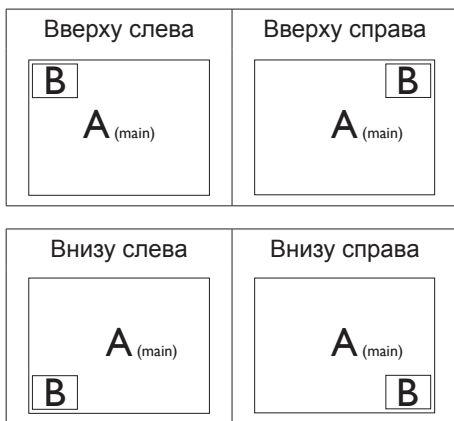 Вверху слева
Вверху справа
B
B
A (main)
A (main)
Внизу слева
Внизу справа
A (main)
A (main)
B
B